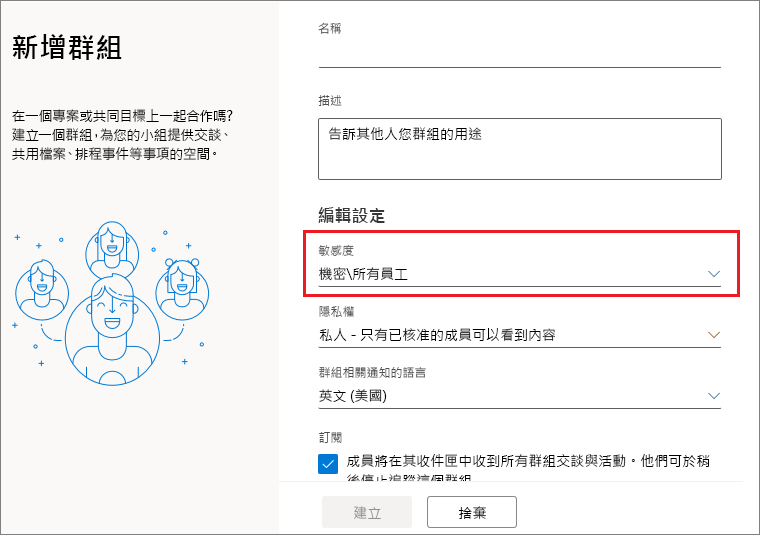 新增群組
在一個專案或共同目標上一起合作嗎?
建立一個群組,為您的小組提供交談、
共用檔案、排程事件等事項的空間。
名稱
描述
告訴其他人您群組的用途
編輯設定
敏感度
機密\所有員工
隱私權
私人 - 只有已核准的成員可以看到內容
群組相關通知的語言
英文 (美國)
訂閱
成員將在其收件匣中收到所有群組交談與活動。他們可於稍
後停止追蹤這個群組
建立
捨棄